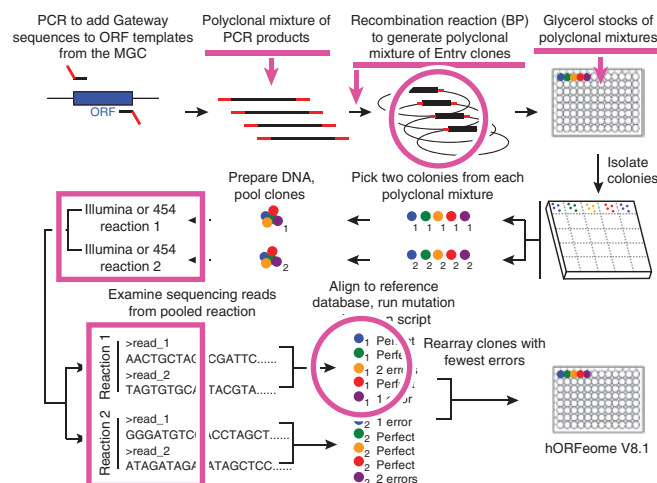 PCR to add Gateway
sequences to ORF templates
from the MGC
Polyclonal mixture of
PCR products
Recombination reaction (BP)
to generate polyclonal
mixture of Entry clones
Glycerol stocks of
polyclonal mixtures
ORF
Isolate
colonies
Pick two colonies from each
polyclonal mixture
Prepare DNA,
pool clones
Illumina or 454
reaction 1
Illumina or 454
reaction 2
1 1 1 1 1
1
2 2 2 2 2
2
Examine sequencing reads
from pooled reaction
Align to reference
database, run mutation
script
Rearray clones with
fewest errors
Reaction 1
>read_1
AACTGCTAG CGATTC......
>read_2
TAGTGTGCA TACGTA......
Reaction 2
>read_1
GGGATGTC ACCTAGCT......
>read_2
ATAGATAGA ATAGCTCC......
1 Perfect
1 Perfect
1 2 errors
1 Perfect
1 1 error
2 1 error
2 Perfect
2 Perfect
2 Perfect
2 2 errors
hORFeome V8.1